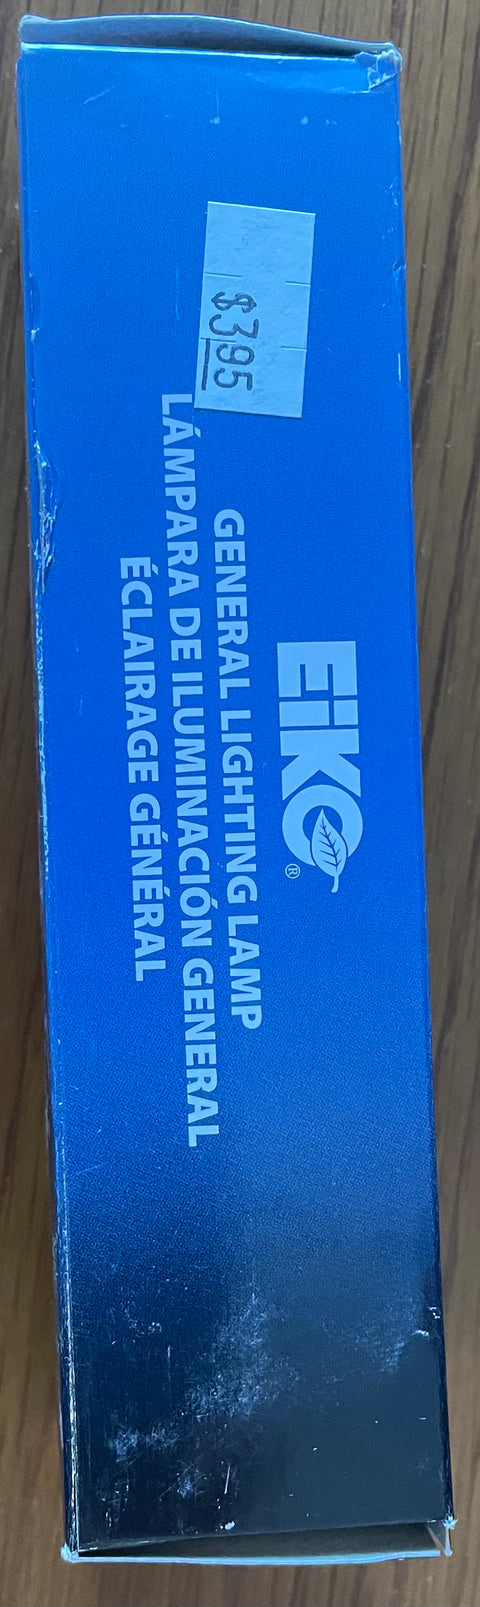 $3.95
EiKO®
GENERAL LIGHTING LAMP
LÁMPARA DE ILUMINACIÓN GENERAL
ÉCLAIRAGE GÉNÉRAL